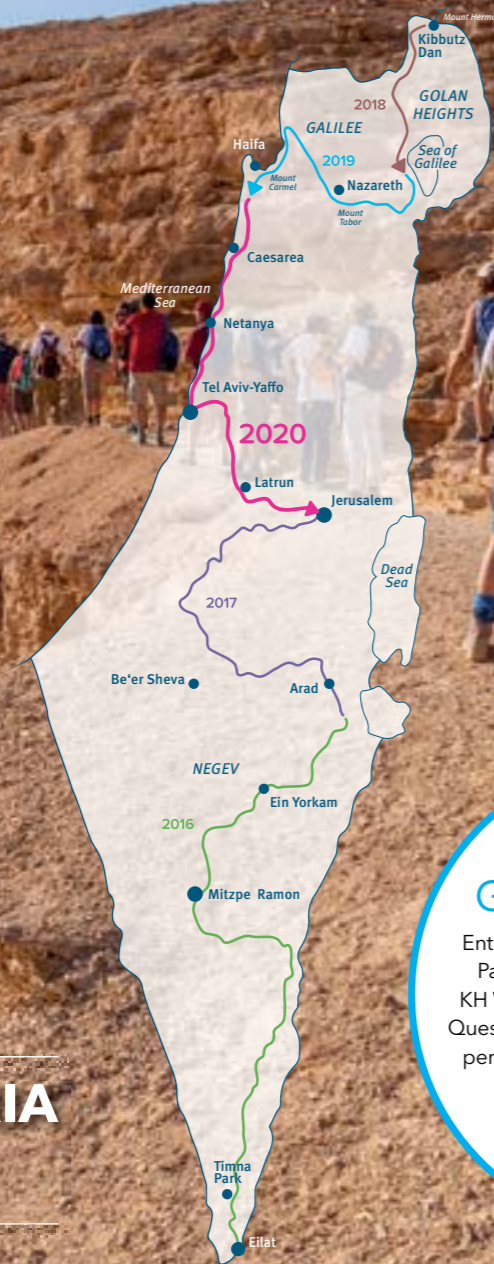 Mount Hermo
Kibbutz
Dan
2018
GOLAN
HEIGHTS
GALILEE
Haifa
2019
Sea of
Galilee
Mount
Carmel
Nazareth
Mount
Tabor
Caesarea
Mediterranean
Sea
Netanya
Tel Aviv-Yaffo
2020
Latrun
Jerusalem
Dead
Sea
2017
Be'er Sheva
Arad
NEGEV
Ein Yorkam
2016
Mitzpe Ramon
G
Ent
Pa
KH
Ques
per
IA
Timna
Park
Eilat